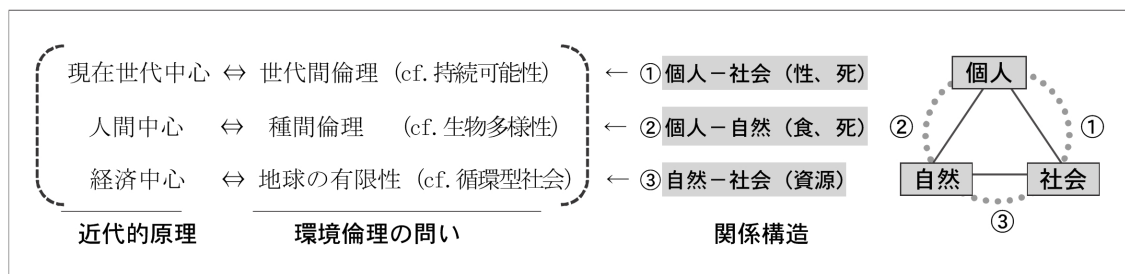 現在世代中心 ⇔ 世代間倫理 (cf.持続可能性) ← ①個人－社会（性、死）
人間中心 ⇔ 種間倫理 (cf.生物多様性) ← ②個人－自然（食、死）
経済中心 ⇔ 地球の有限性 (cf.循環型社会) ← ③自然－社会（資源）
近代的原理 環境倫理の問い 関係構造
個人
② ①
自然 社会
③